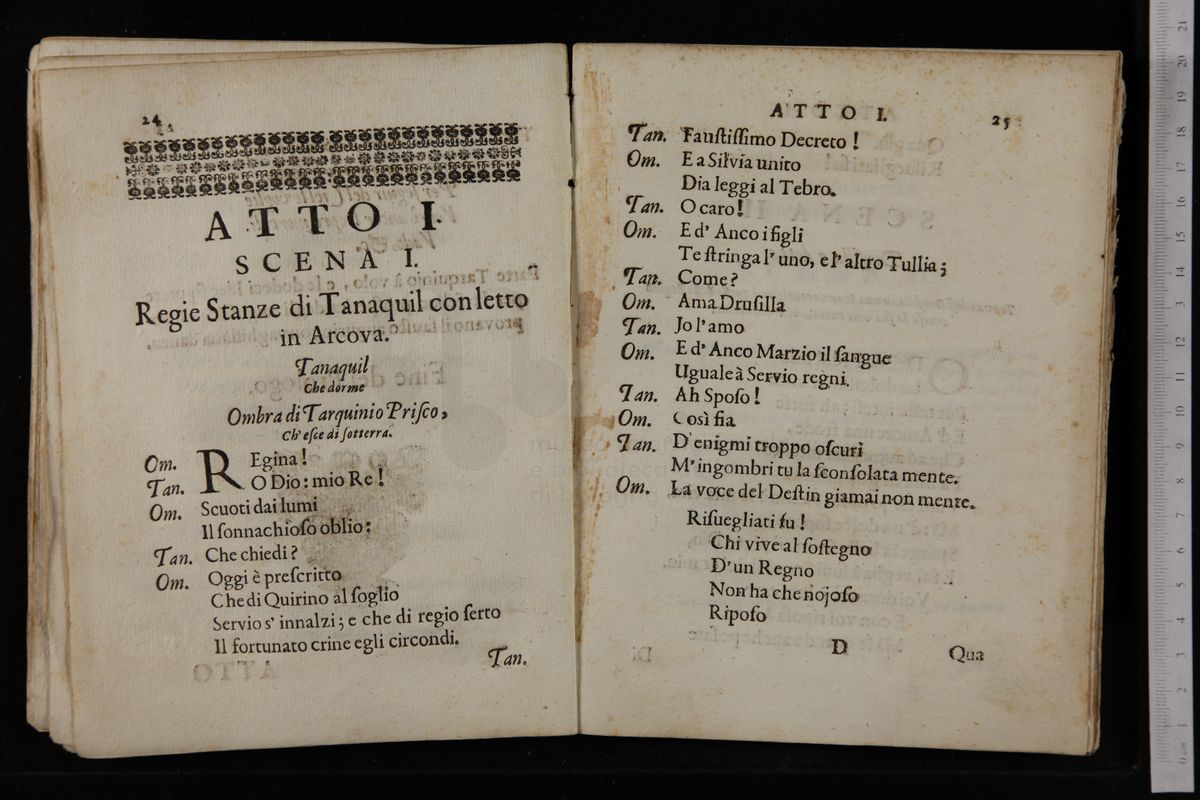 24
ATTO I.
SCENA I.
Regie Stanze di Tanaquil con letto
in Arcova.
Tanaquil
Che dorme
Ombra di Tarquinio Priſco,
Ch'eſce di ſotterra.
Om. REgina!
Tan. O Dio: mio Re!
Om. Scuoti dai lumi
Il ſonnachioſo oblio:
Tan. Che chiedi?
Om. Oggi è preſcritto
Che di Quirino al ſoglio
Servio s'innalzi; e che di regio ſerto
Il fortunato crine egli circondi.
Tan.
ATTO I. 25
Tan. Fauſtiſſimo Decreto!
Om. E a Silvia unito
Dia leggi al Tebro.
Tan. O caro!
Om. E d'Anco i figli
Te ſtringa l'uno, e l'altro Tullia;
Tan. Come?
Om. Ama Druſilla
Tan. Jo l'amo
Om. E d'Anco Marzio il ſangue
Uguale à Servio regni.
Tan. Ah Spoſo!
Om. Così fia
Tan. D'enigmi troppo oſcuri
M'ingombri tu la ſconſolata mente.
Om. La voce del Deſtin giamai non mente.
Riſuegliati ſu!
Chi vive al ſoſtegno
D'un Regno
Non ha che nojoſo
Ripoſo
D Qua